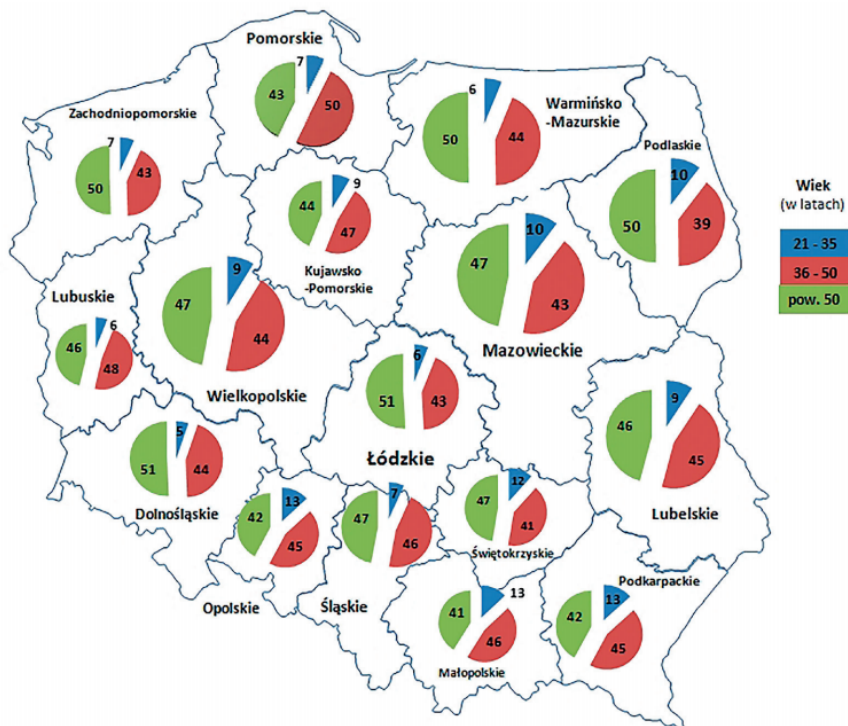 Pomorskie
7
43
50
Zachodniopomorskie
7
50
43
6
Warmińsko
-Mazurskie
50
44
Podlaskie
10
50
39
Wiek
(w latach)
21 - 35
36 - 50
pow. 50
9
44
47
Kujawsko
-Pomorskie
10
47
43
Mazowieckie
Lubuskie
6
46
48
9
47
44
Wielkopolskie
6
51
43
Łódzkie
9
46
45
Lubelskie
5
51
44
Dolnośląskie
13
42
45
Opolskie
7
47
46
Śląskie
12
47
41
Świętokrzyskie
13
41
46
Małopolskie
Podkarpackie
13
42
45